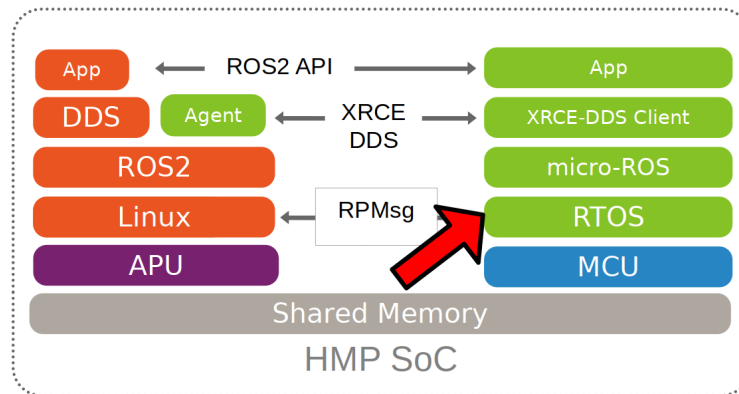 App
ROS2 API
App
DDS
Agent
XRCE
DDS
XRCE-DDS Client
ROS2
micro-ROS
Linux
RPMsg
RTOS
APU
MCU
Shared Memory
HMP SoC